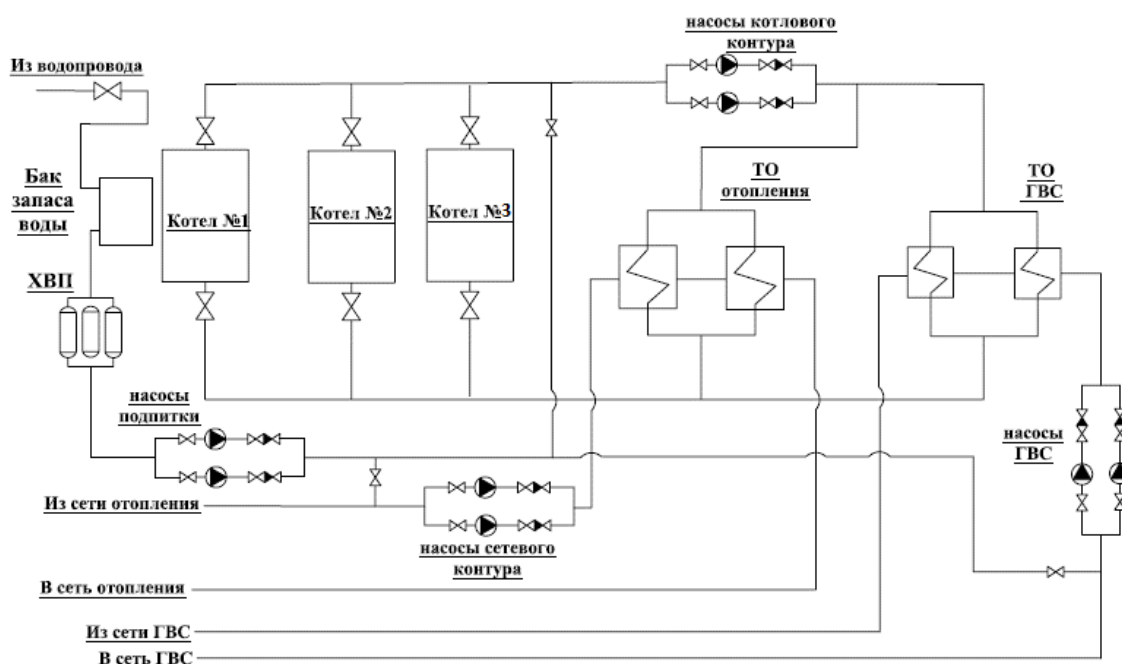 насосы котлового
контура
Из водопровода
Бак
запаса
воды
Котел №1
Котел №2
Котел №3
ТО
отопления
ТО
ГВС
ХВП
насосы
подпитки
насосы
ГВС
Из сети отопления
насосы сетевого
контура
В сеть отопления
Из сети ГВС
В сеть ГВС